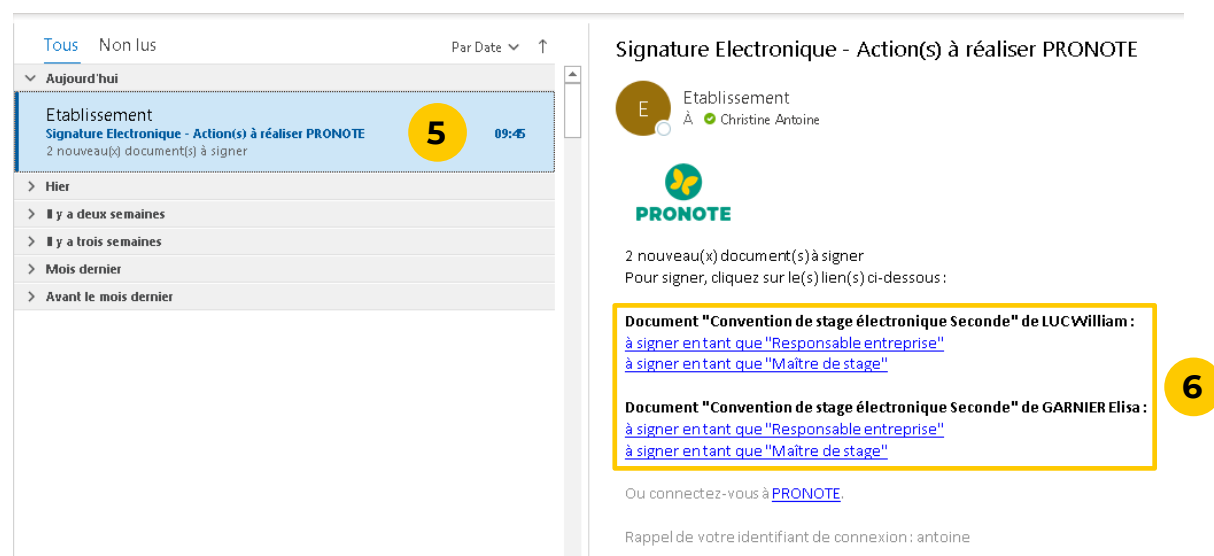 Tous Non lus Par Date
Aujourd'hui
Etablissement
Signature Electronique - Action(s) à réaliser PRONOTE 09:45
2 nouveau(x) document(s) à signer
5
Hier
Il y a deux semaines
Il y a trois semaines
Mois dernier
Avant le mois dernier
Signature Electronique - Action(s) à réaliser PRONOTE
E
Etablissement
À Christine Antoine
PRONOTE
2 nouveau(x) document(s) à signer
Pour signer, cliquez sur le(s) lien(s) ci-dessous :
Document "Convention de stage électronique Seconde" de LUC William :
à signer en tant que "Responsable entreprise"
à signer en tant que "Maître de stage"
Document "Convention de stage électronique Seconde" de GARNIER Elisa :
à signer en tant que "Responsable entreprise"
à signer en tant que "Maître de stage"
6
Ou connectez-vous à PRONOTE.
Rappel de votre identifiant de connexion : antoine